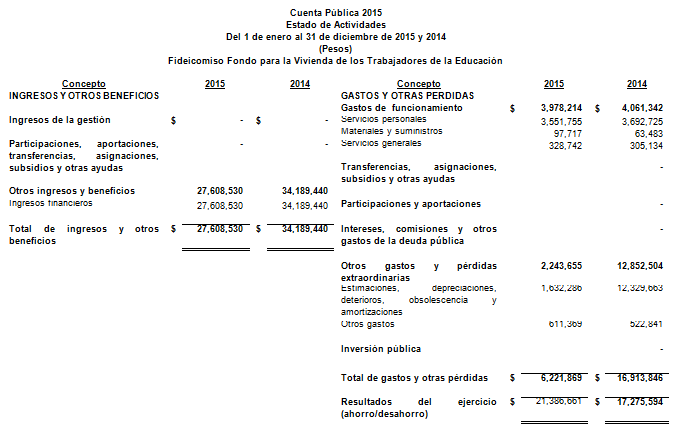 Cuenta Pública 2015
Estado de Actividades
Del 1 de enero al 31 de diciembre de 2015 y 2014
(Pesos)
Fideicomiso Fondo para la Vivienda de los Trabajadores de la Educación
Concepto 2015 2014
INGRESOS Y OTROS BENEFICIOS
Ingresos de la gestión $ - $ -
Participaciones, aportaciones, - -
transferencias, asignaciones,
subsidios y otras ayudas
Otros ingresos y beneficios 27,608,530 34,189,440
Ingresos financieros 27,608,530 34,189,440
Total de ingresos y otros $ 27,608,530 $ 34,189,440
beneficios
Concepto 2015 2014
GASTOS Y OTRAS PERDIDAS
Gastos de funcionamiento $ 3,978,214 $ 4,061,342
Servicios personales 3,551,755 3,692,725
Materiales y suministros 97,717 63,483
Servicios generales 328,742 305,134
Transferencias, asignaciones, -
subsidios y otras ayudas
Participaciones y aportaciones -
Intereses, comisiones y otros -
gastos de la deuda pública
Otros gastos y pérdidas 2,243,655 12,852,504
extraordinarias
Estimaciones, depreciaciones, 1,632,286 12,329,663
deterioros, obsolescencia y
amortizaciones
Otros gastos 611,369 522,841
Inversión pública -
Total de gastos y otras pérdidas $ 6,221,869 $ 16,913,846
Resultados del ejercicio $ 21,386,661 $ 17,275,594
(ahorro/desahorro)